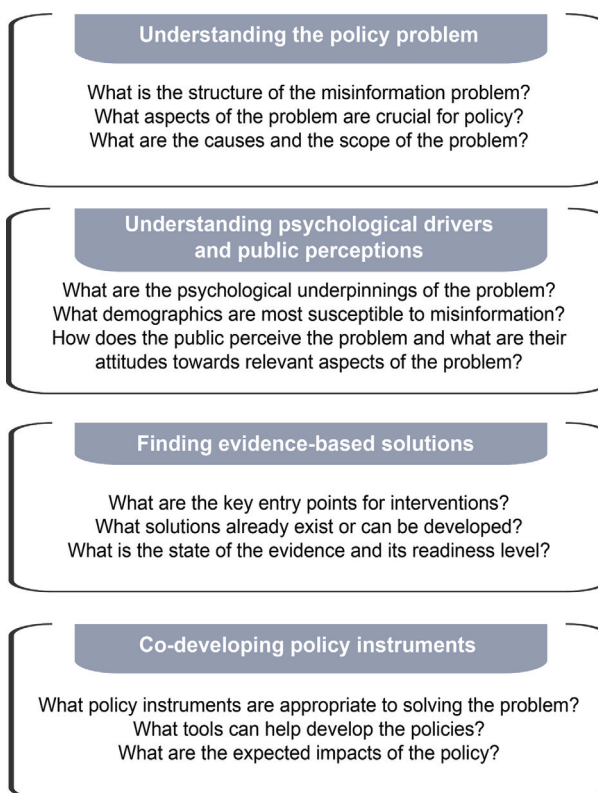 Understanding the policy problem
What is the structure of the misinformation problem?
What aspects of the problem are crucial for policy?
What are the causes and the scope of the problem?
Understanding psychological drivers
and public perceptions
What are the psychological underpinnings of the problem?
What demographics are most susceptible to misinformation?
How does the public perceive the problem and what are their
attitudes towards relevant aspects of the problem?
Finding evidence-based solutions
What are the key entry points for interventions?
What solutions already exist or can be developed?
What is the state of the evidence and its readiness level?
Co-developing policy instruments
What policy instruments are appropriate to solving the problem?
What tools can help develop the policies?
What are the expected impacts of the policy?